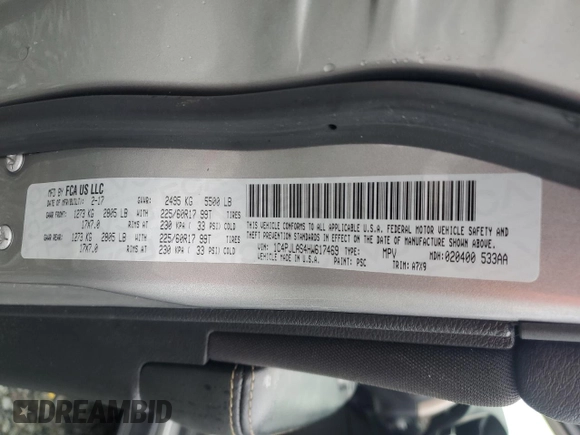 MFD BY FCA US LLC
DATE OF MFR 2-17 GVWR: 2495 KG 5500 LB
GAWR FRONT: 1273 KG 2805 LB WITH 225/60R17 99T TIRES
17X7.0 RIMS AT 230 KPA ( 33 PSI) COLD
GAWR REAR: 1273 KG 2805 LB WITH 225/60R17 99T TIRES
17X7.0 RIMS AT 230 KPA ( 33 PSI) COLD
THIS VEHICLE CONFORMS TO ALL APPLICABLE U.S.A. FEDERAL MOTOR VEHICLE SAFETY
AND THEFT PREVENTION STANDARDS IN EFFECT ON THE DATE OF MANUFACTURE SHOWN ABOVE
VIN: 1C4PJLAS4HW617469 TYPE: MPV MDH: 020400 533AA
VEHICLE MADE IN U.S.A. PAINT: PSC TRIM: A7X9
DREAMBID